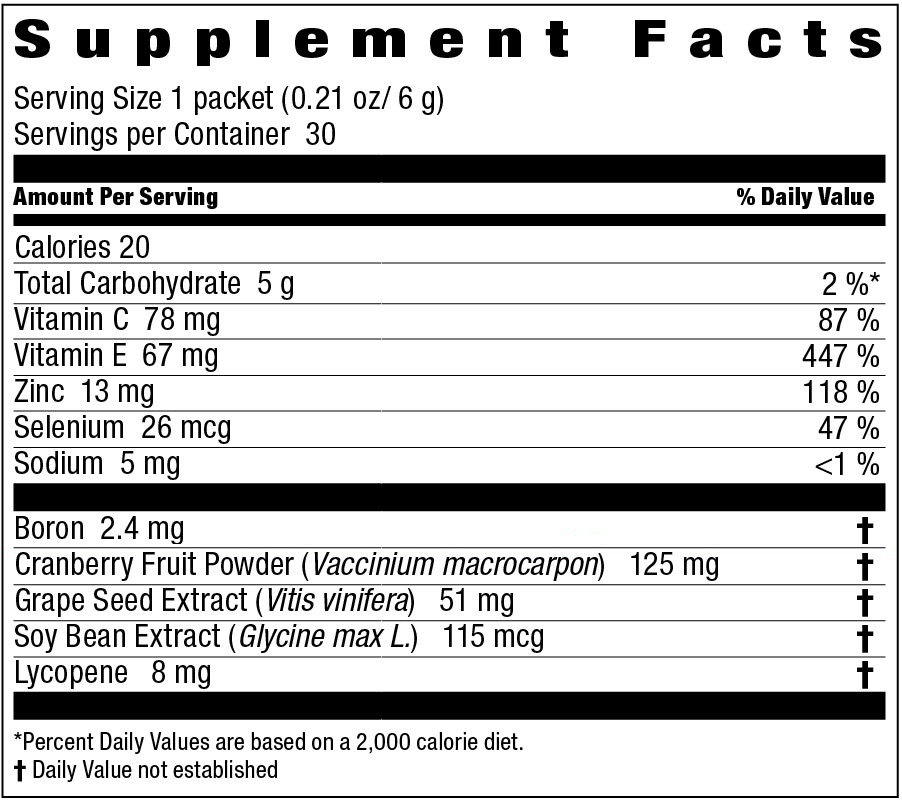 Supplement Facts
Serving Size 1 packet (0.21 oz/ 6 g)
Servings per Container 30
Amount Per Serving % Daily Value
Calories 20
Total Carbohydrate 5 g 2 %*
Vitamin C 78 mg 87 %
Vitamin E 67 mg 447 %
Zinc 13 mg 118 %
Selenium 26 mcg 47 %
Sodium 5 mg <1 %
Boron 2.4 mg †
Cranberry Fruit Powder (Vaccinium macrocarpon) 125 mg †
Grape Seed Extract (Vitis vinifera) 51 mg †
Soy Bean Extract (Glycine max L.) 115 mcg †
Lycopene 8 mg †
*Percent Daily Values are based on a 2,000 calorie diet.
† Daily Value not established